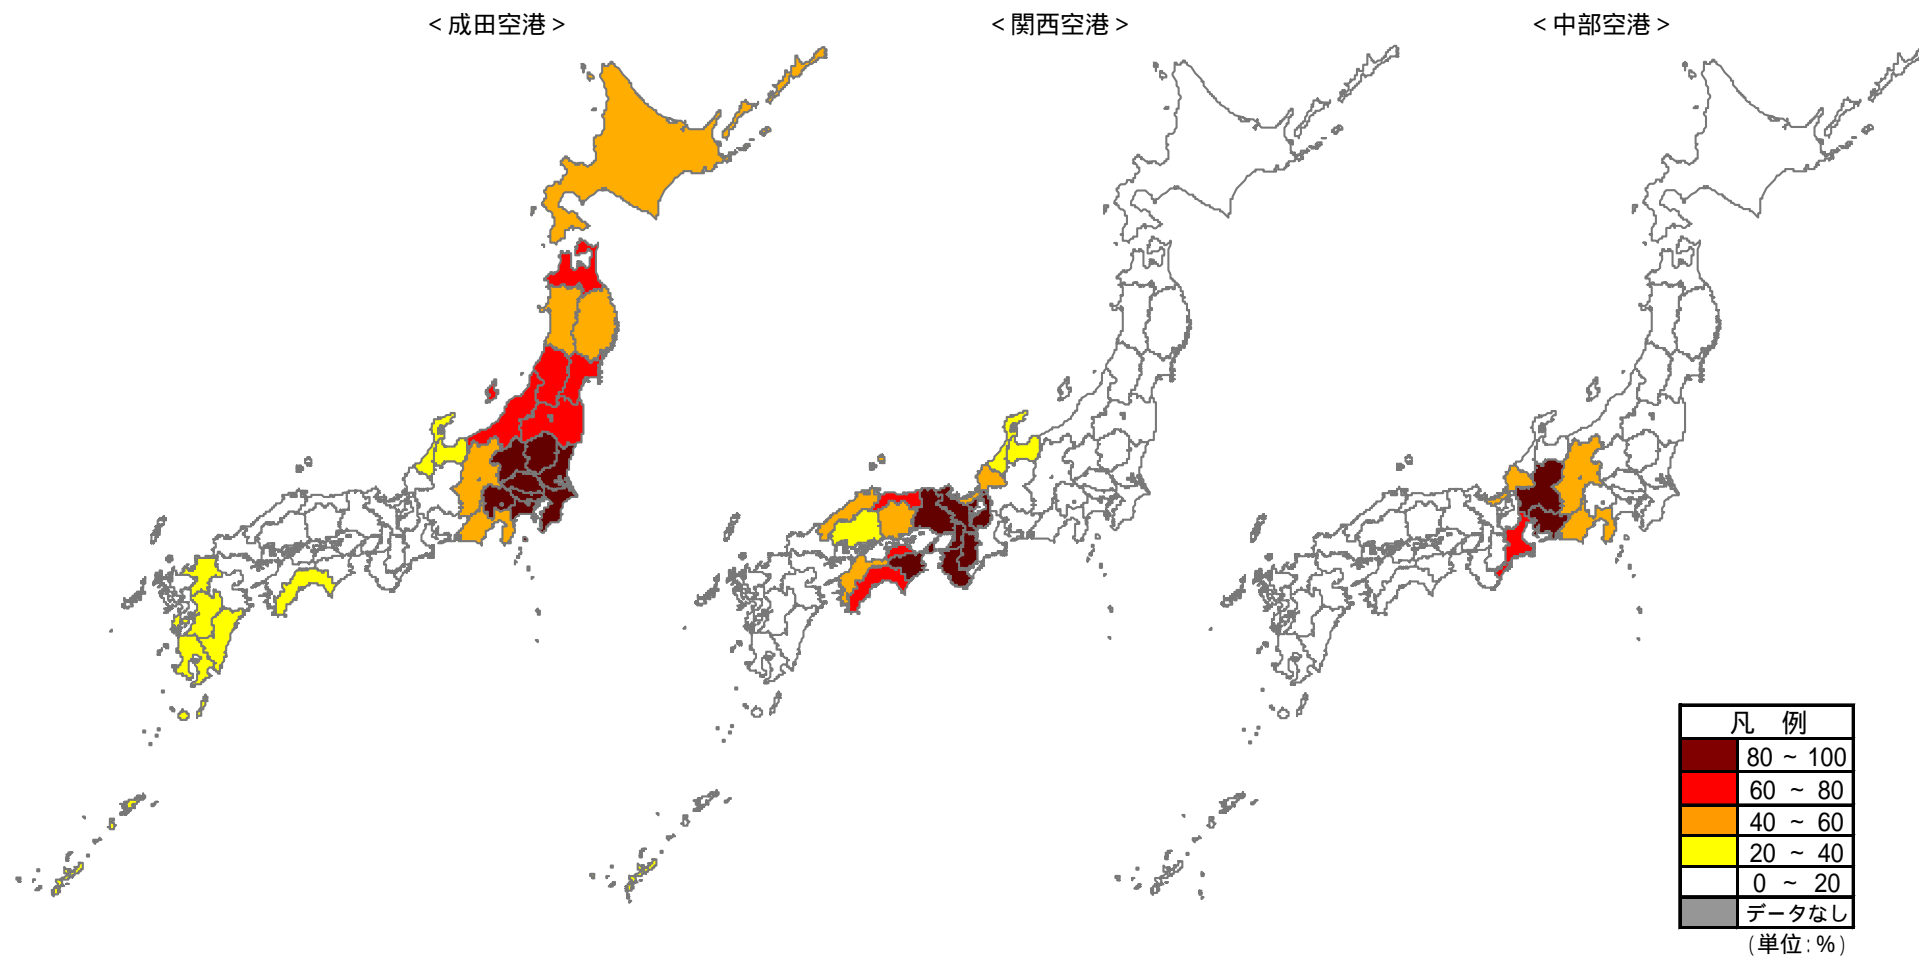 <成田空港>
<関西空港>
<中部空港>
凡 例
80 ~ 100
60 ~ 80
40 ~ 60
20 ~ 40
0 ~ 20
データなし
(単位:%)